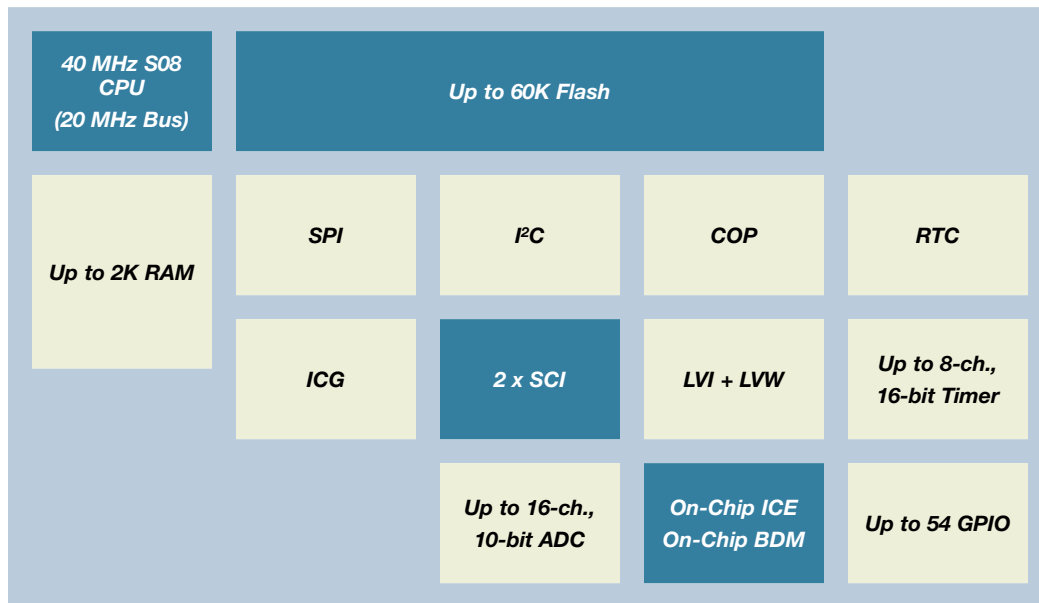 40 MHz S08
CPU
(20 MHz Bus)
Up to 60K Flash
Up to 2K RAM
SPI
I²C
COP
RTC
ICG
2 x SCI
LVI + LVW
Up to 8-ch.,
16-bit Timer
Up to 16-ch.,
10-bit ADC
On-Chip ICE
On-Chip BDM
Up to 54 GPIO